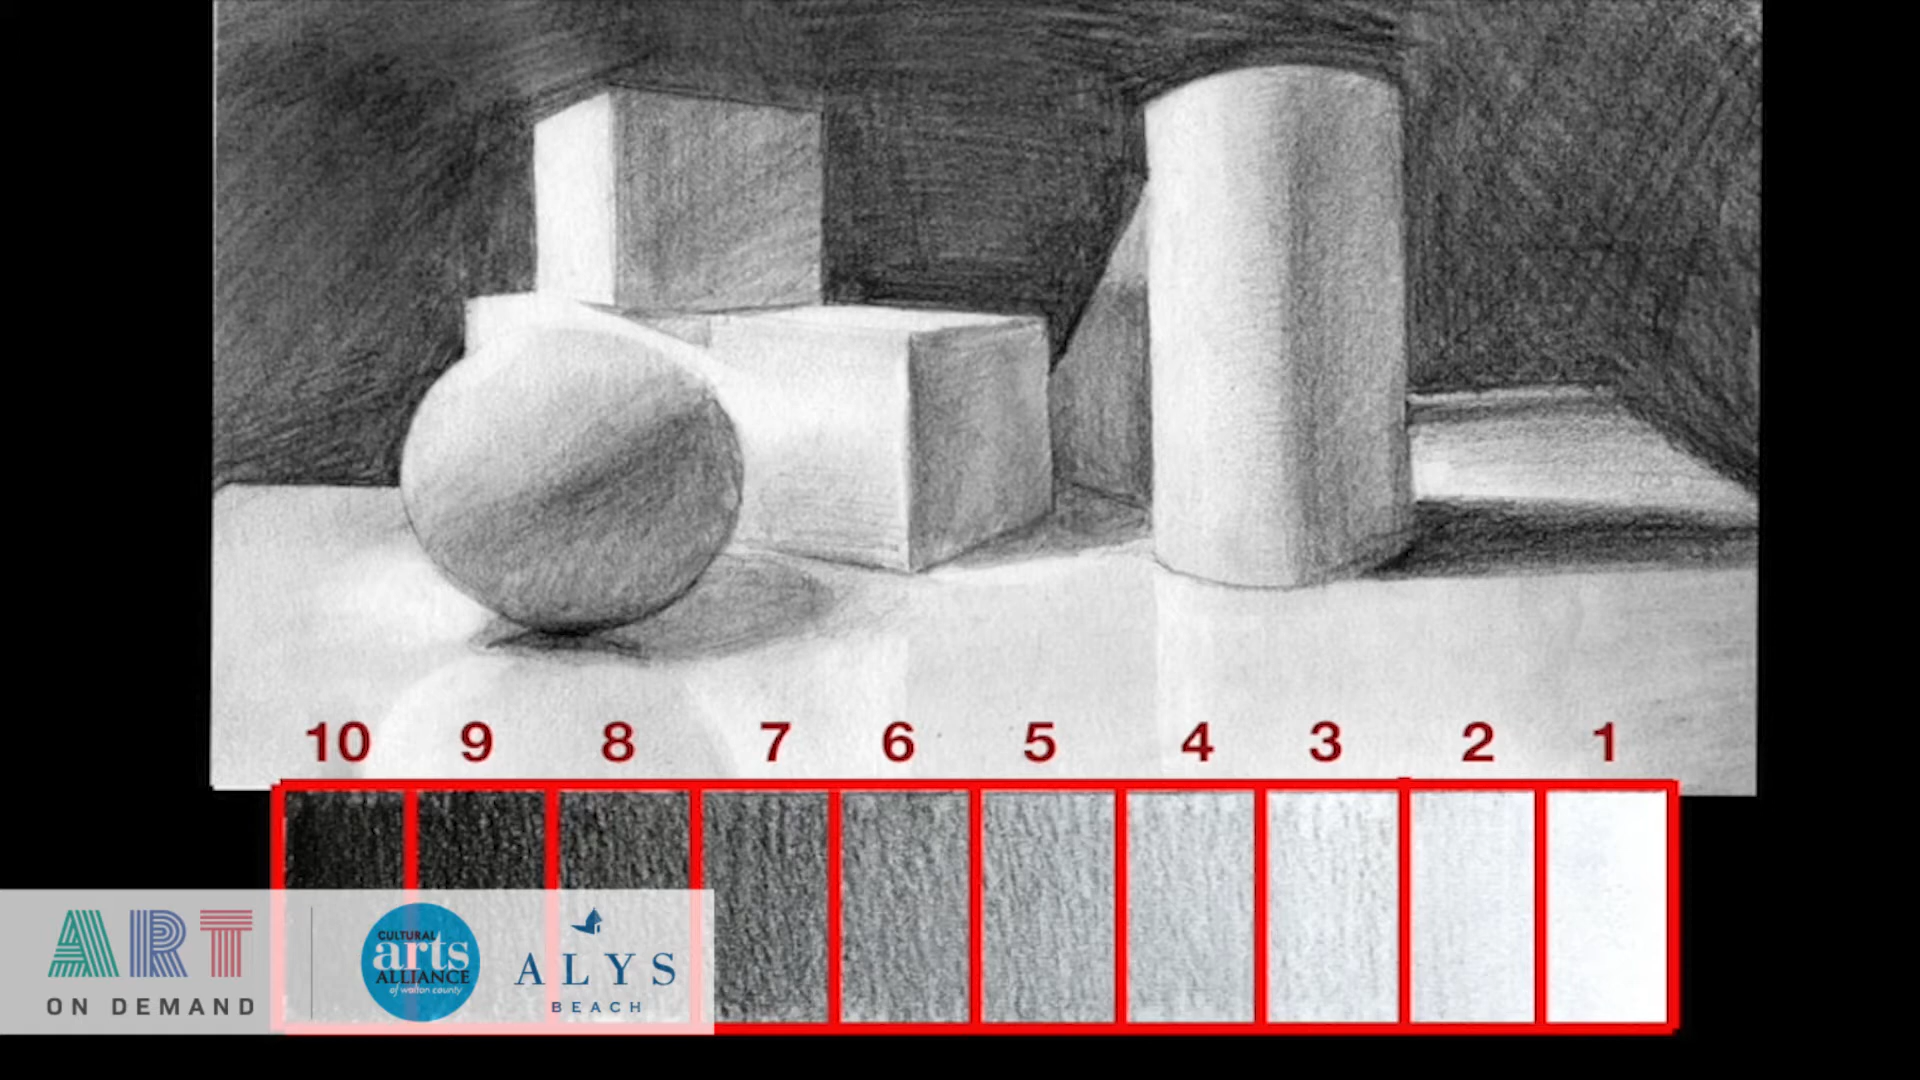 10 9 8 7 6 5 4 3 2 1
ART
ON DEMAND
CULTURAL
arts
ALLIANCE
of walton county
ALYS
BEACH